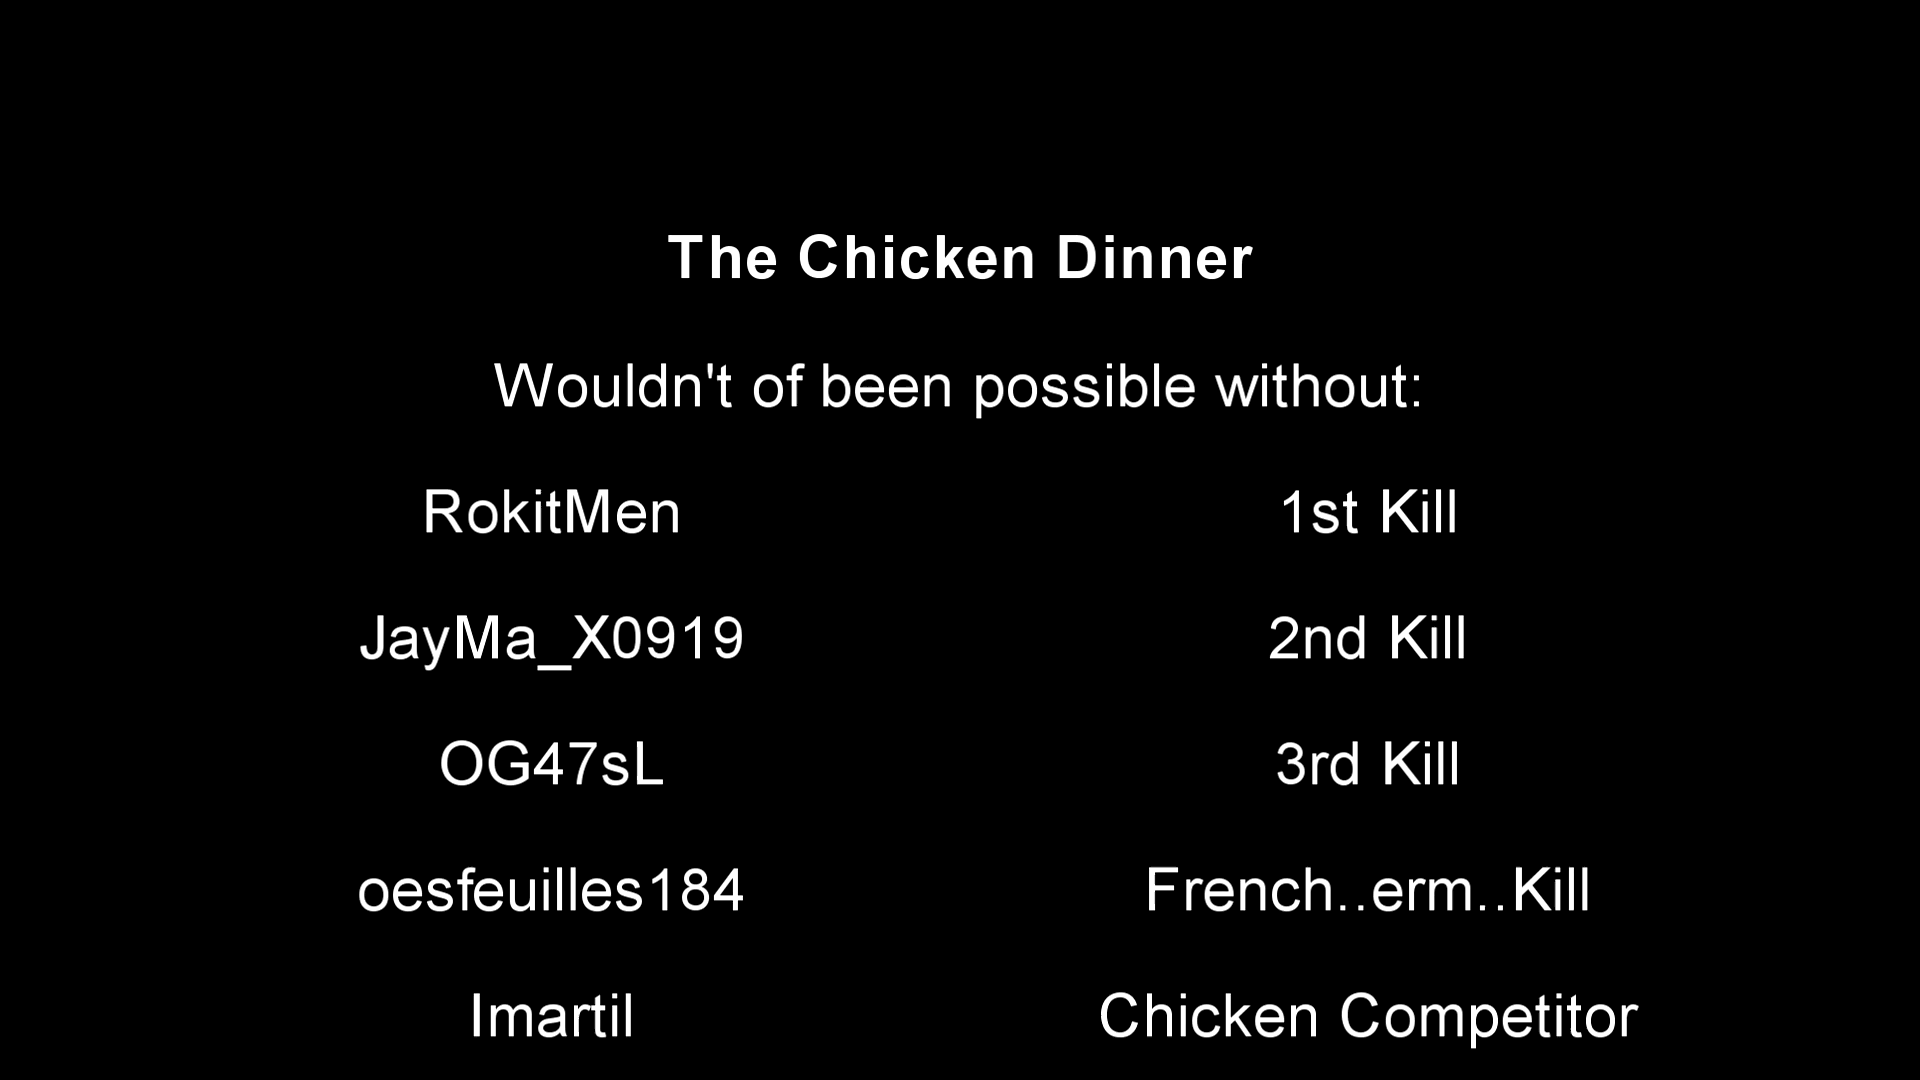 The Chicken Dinner
Wouldn't of been possible without:
RokitMen 1st Kill
JayMa_X0919 2nd Kill
OG47sL 3rd Kill
oesfeuilles184 French..erm..Kill
Imartil Chicken Competitor